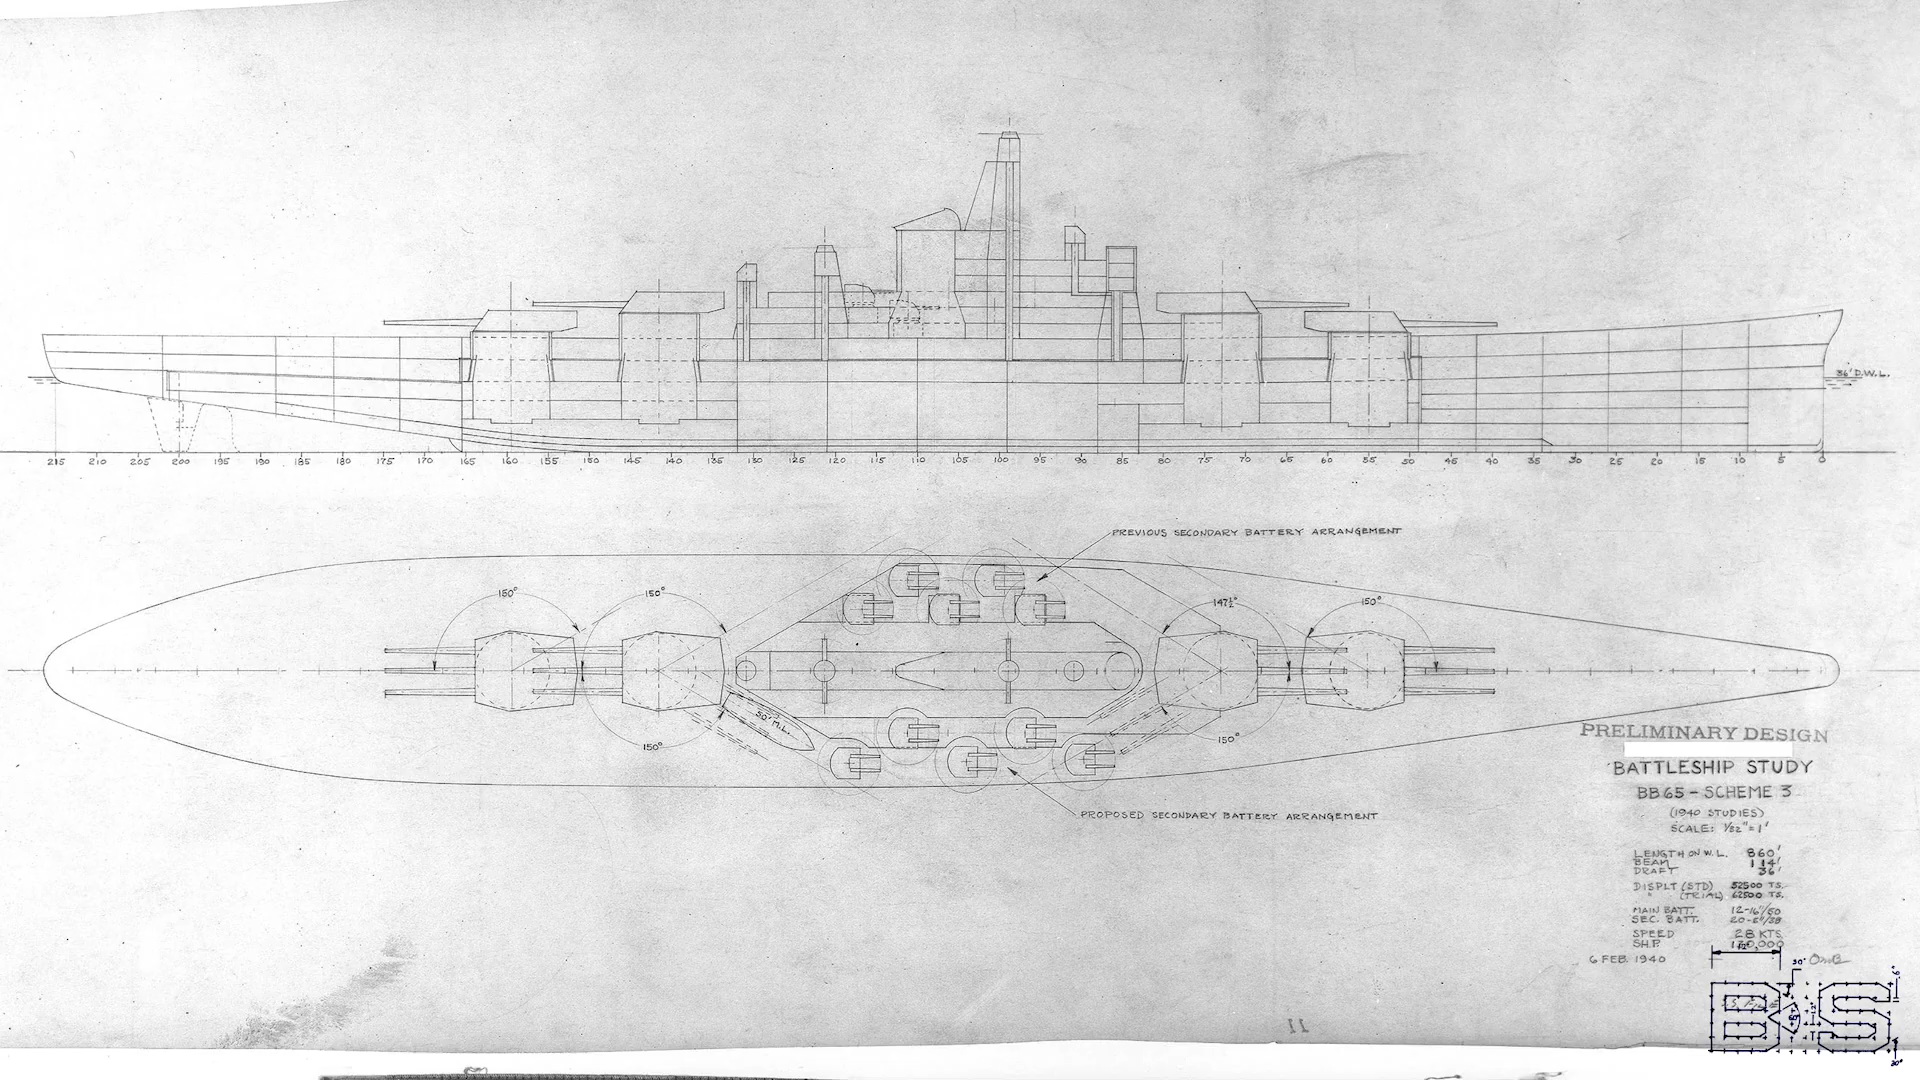 36' D.W.L.
215 210 205 200 195 190 185 180 175 170 165 160 155 150 145 140 135 130 125 120 115 110 105 100 95 90 85 80 75 70 65 60 55 50 45 40 35 30 25 20 15 10 5 0
PREVIOUS SECONDARY BATTERY ARRANGEMENT
150° 150° 147½° 150°
50' M.L.
150° 150°
PROPOSED SECONDARY BATTERY ARRANGEMENT
PRELIMINARY DESIGN
BATTLESHIP STUDY
BB65 - SCHEME 3
(1940 STUDIES)
SCALE: 1/32" = 1'
LENGTH ON W.L. 860'
BEAM 114'
DRAFT 36'
DISPLT (STD) 52500 TS.
" (TRIAL) 62500 TS.
MAIN BATT. 12-16"/50
SEC. BATT. 20-5"/38
SPEED 28 KTS.
S.H.P.
6 FEB. 1940